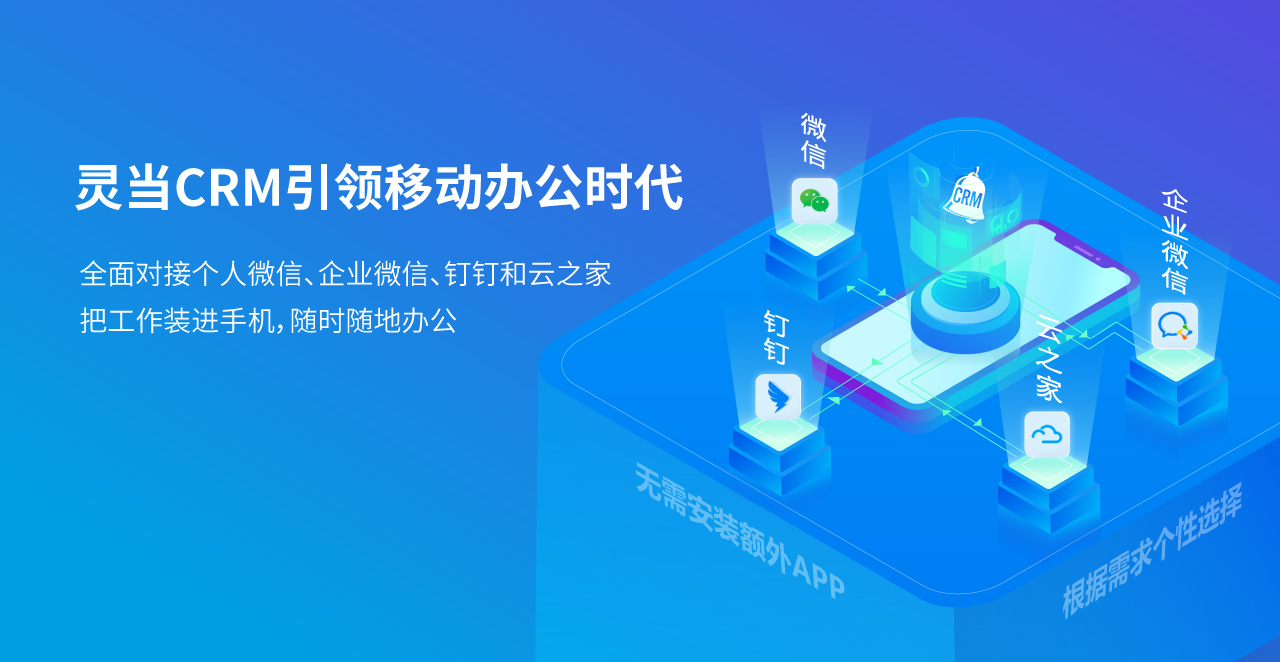 灵当CRM引领移动办公时代
全面对接个人微信、企业微信、钉钉和云之家
把工作装进手机，随时随地办公
微信
CRM
企业微信
钉钉
云之家
无需安装额外APP
根据需求个性选择